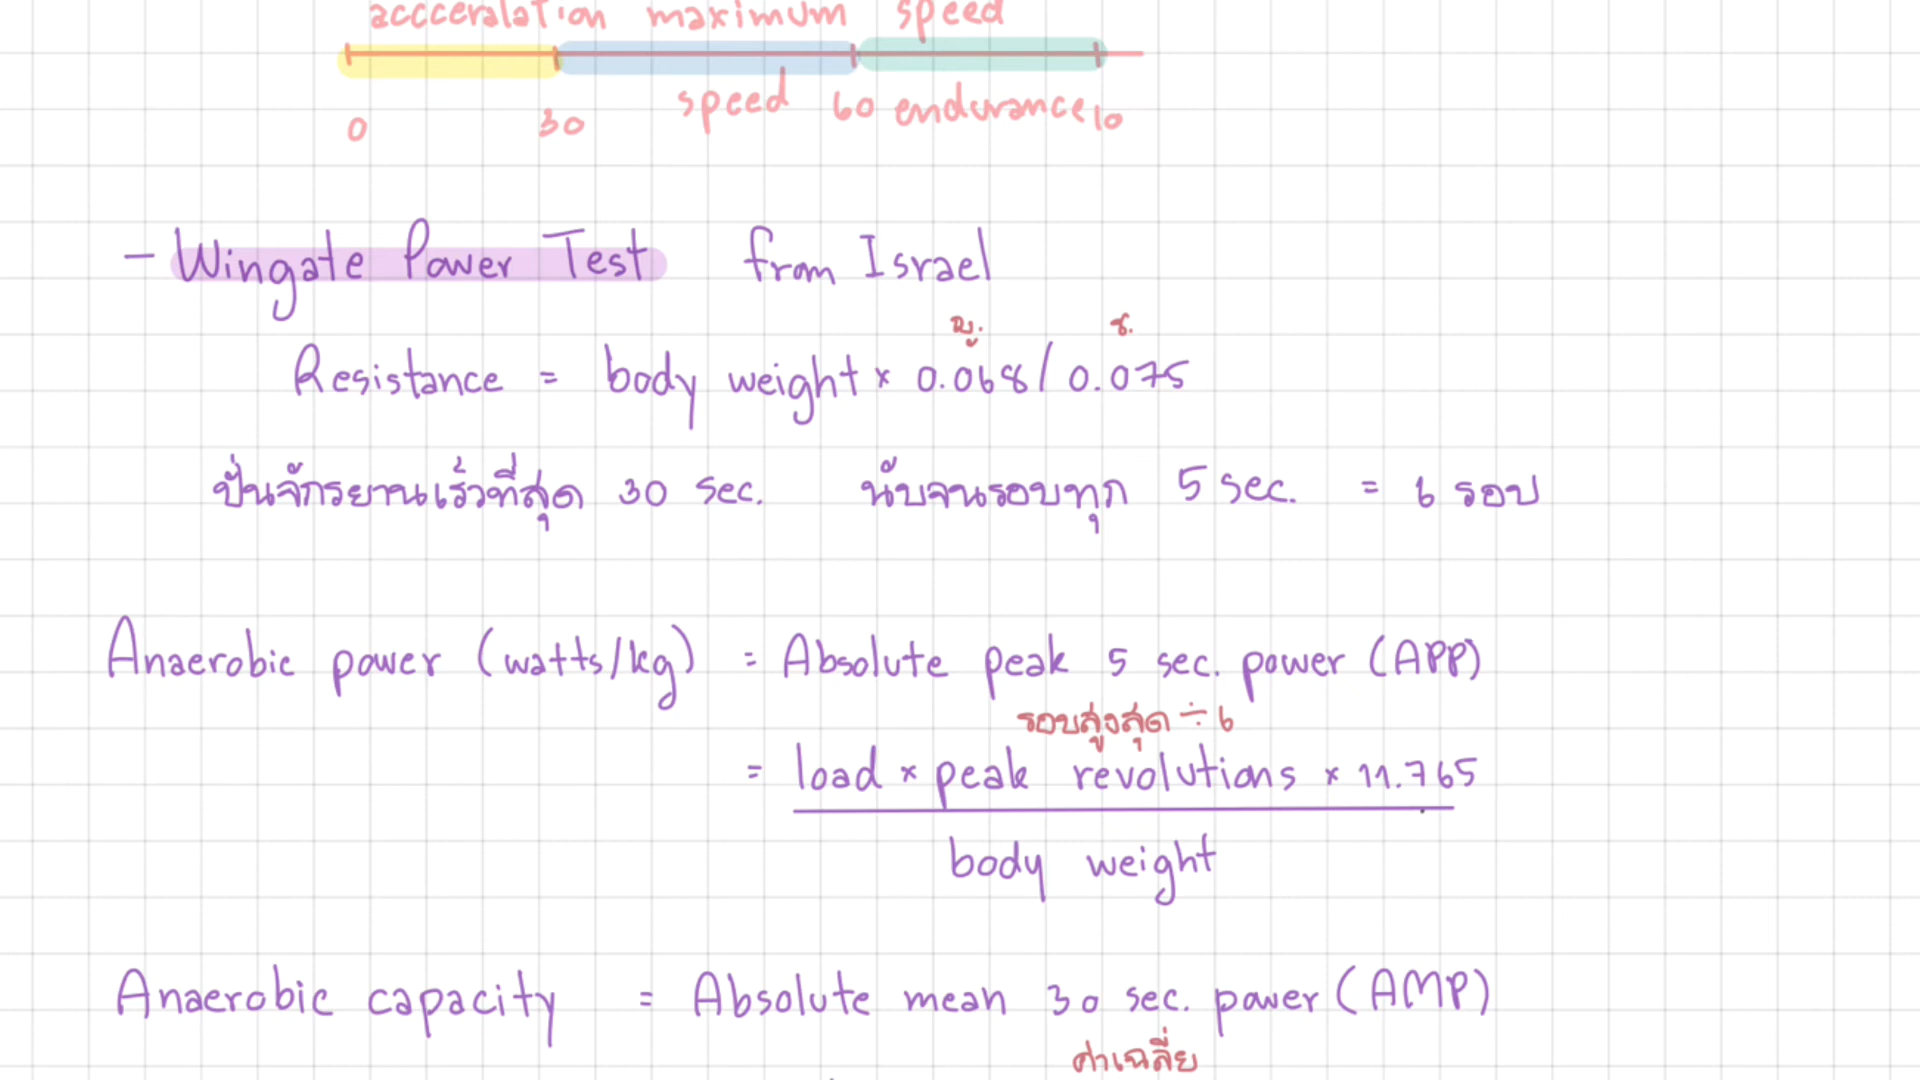 accceralation maximum speed
speed endurance
0 30 60 10
- Wingate Power Test from Israel
ญ. ช.
Resistance = body weight × 0.068/0.075
ปั่นจักรยานเร็วที่สุด 30 sec. นับจนรอบทุก 5 sec. = 6 รอบ
Anaerobic power (watts/kg) = Absolute peak 5 sec. power (APP)
รอบสูงสุด ÷ 6
= load × peak revolutions × 11.765
body weight
Anaerobic capacity = Absolute mean 30 sec. power (AMP)
ค่าเฉลี่ย